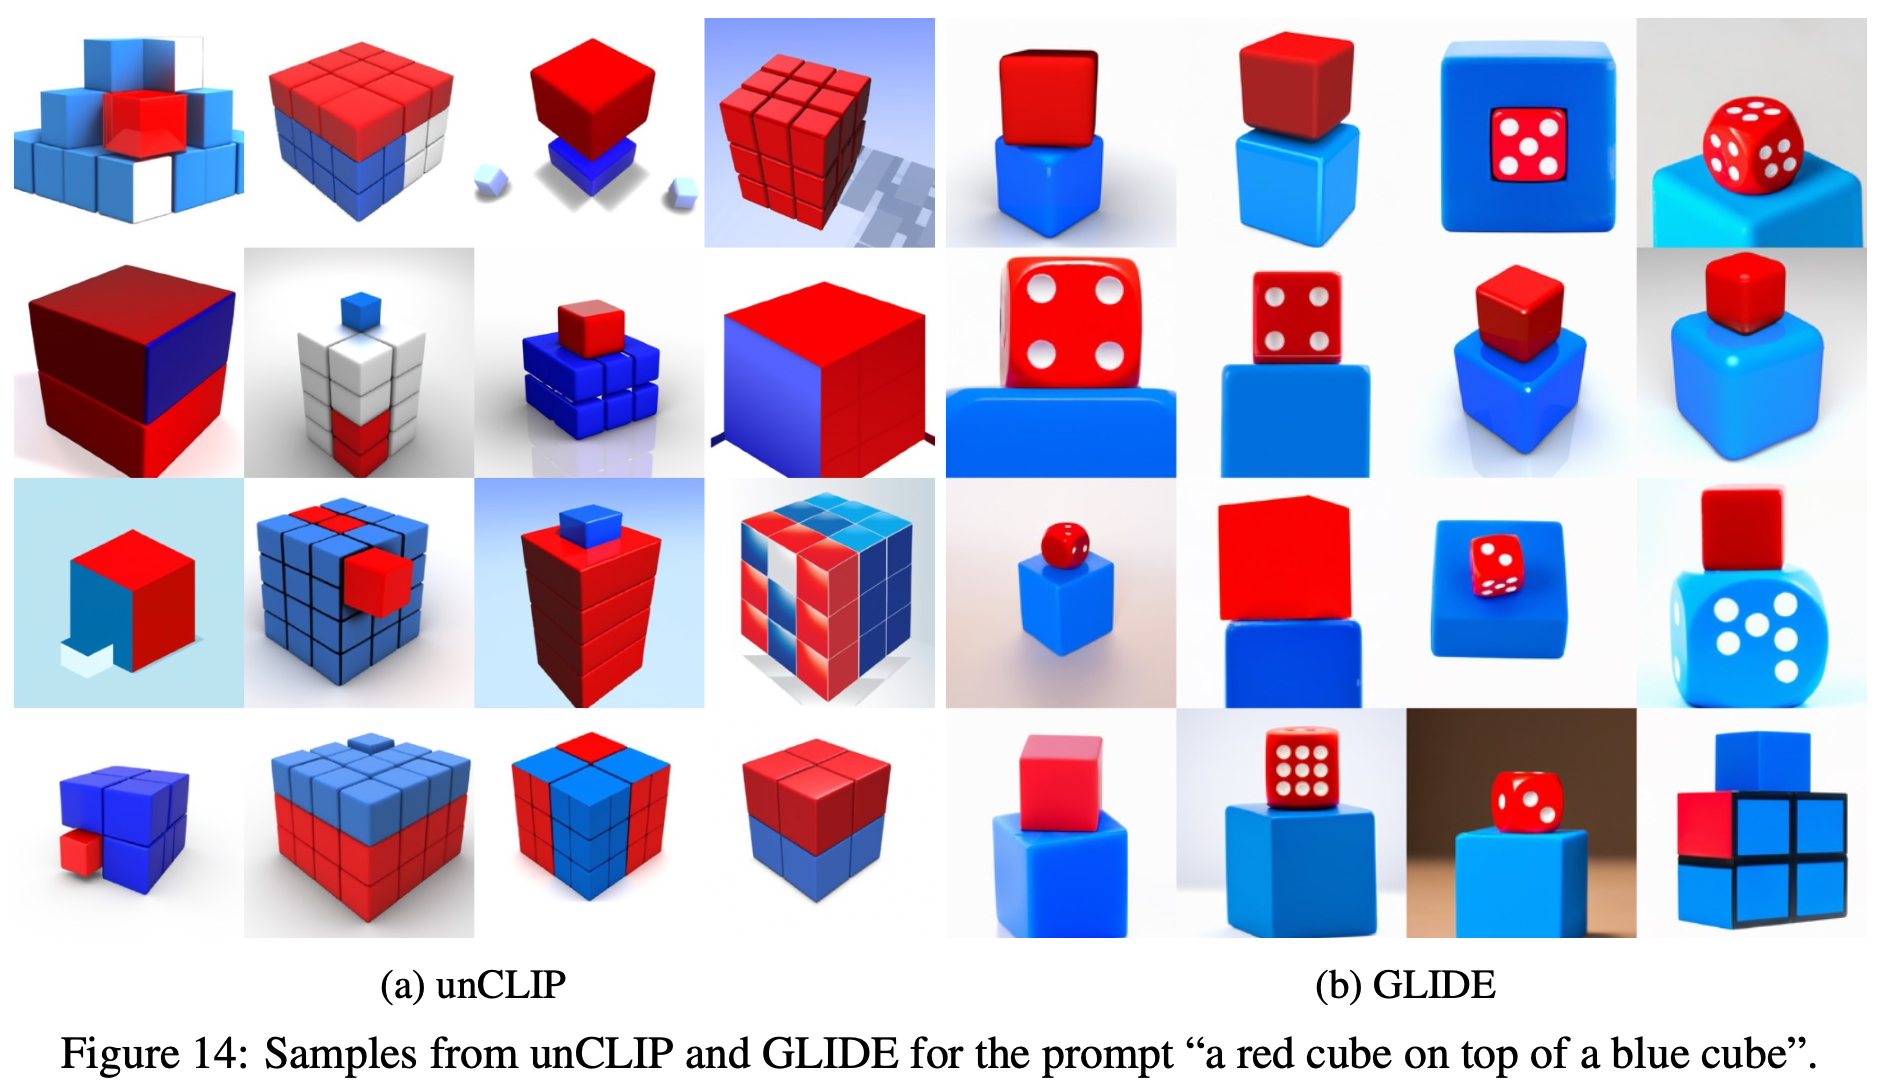 (a) unCLIP
(b) GLIDE
Figure 14: Samples from unCLIP and GLIDE for the prompt “a red cube on top of a blue cube”.